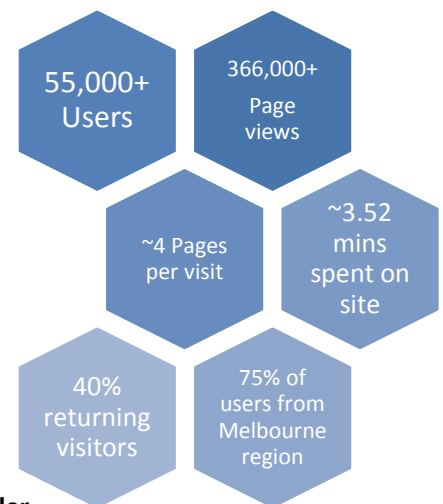 55,000+
Users
366,000+
Page
views
~4 Pages
per visit
~3.52
mins
spent on
site
40%
returning
visitors
75% of
users from
Melbourne
region